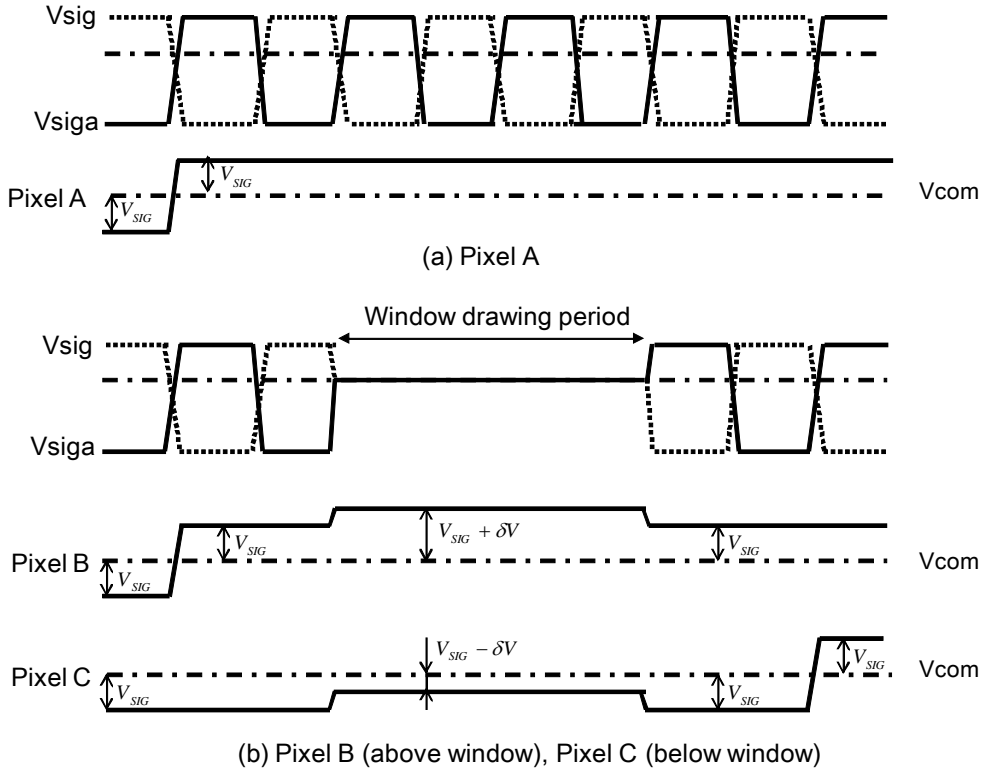 Vsig
Vsiga
Pixel A
V_SIG
V_SIG
Vcom
(a) Pixel A
Window drawing period
Vsig
Vsiga
Pixel B
V_SIG
V_SIG
V_SIG + δV
V_SIG
Vcom
Pixel C
V_SIG
V_SIG − δV
V_SIG
V_SIG
Vcom
(b) Pixel B (above window), Pixel C (below window)